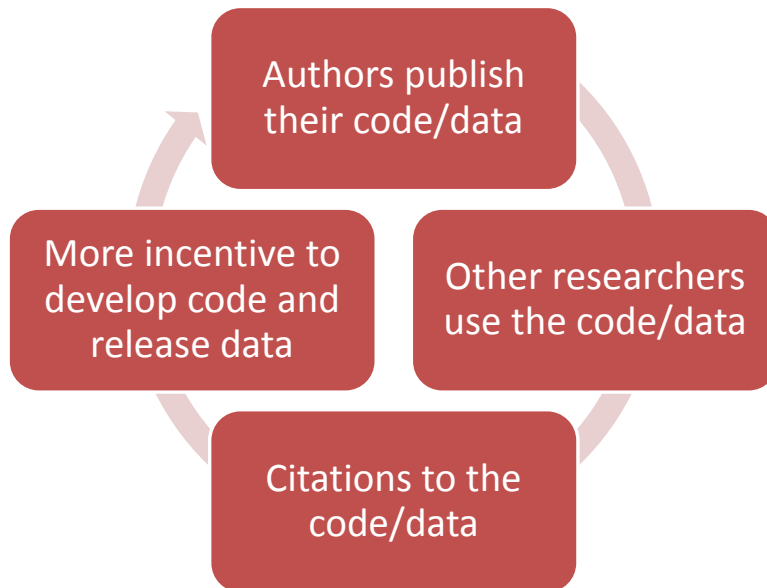 Authors publish
their code/data
Other researchers
use the code/data
Citations to the
code/data
More incentive to
develop code and
release data